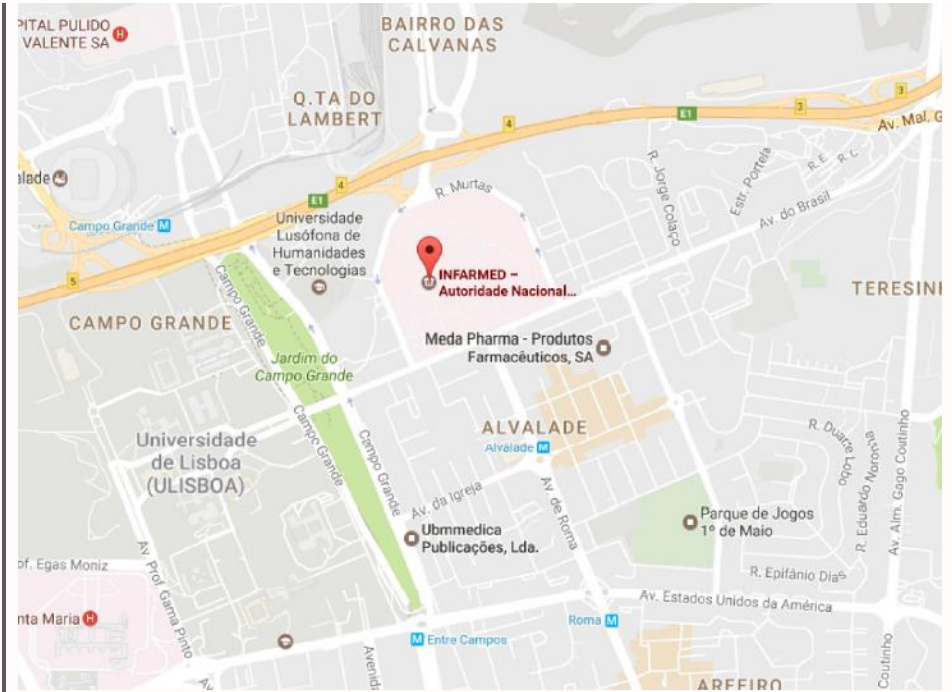 PITAL PULIDO
VALENTE SA
H
BAIRRO DAS
CALVANAS
Q.TA DO
LAMBERT
3
3
E1
4
Av. Mal. G
alade
R. Murtas
R. Jorge Colaço
Estr. Portela
R. E
R. C.
Av. do Brasil
4
E1
Campo Grande M
Universidade
Lusófona de
Humanidades
e Tecnologias
5
INFARMED –
Autoridade Nacional...
TERESINH
CAMPO GRANDE
Campo Grande
Meda Pharma - Produtos
Farmacêuticos, SA
Jardim do
Campo Grande
ALVALADE
Alvalade M
Universidade
de Lisboa
(ULISBOA)
Campo Grande
Campo Grande
R. Duarte Lobo
R. Eduardo Noronha
Av. Alm. Gago Coutinho
Av. da Igreja
Av. de Roma
Parque de Jogos
1º de Maio
Ubmmedica
Publicações, Lda.
of. Egas Moniz
Av. Prof. Gama Pinto
R. Epifânio Dias
Av. Estados Unidos da América
nta Maria H
Roma M
M Entre Campos
Avenida
Av
Coutinho
AREEIRO